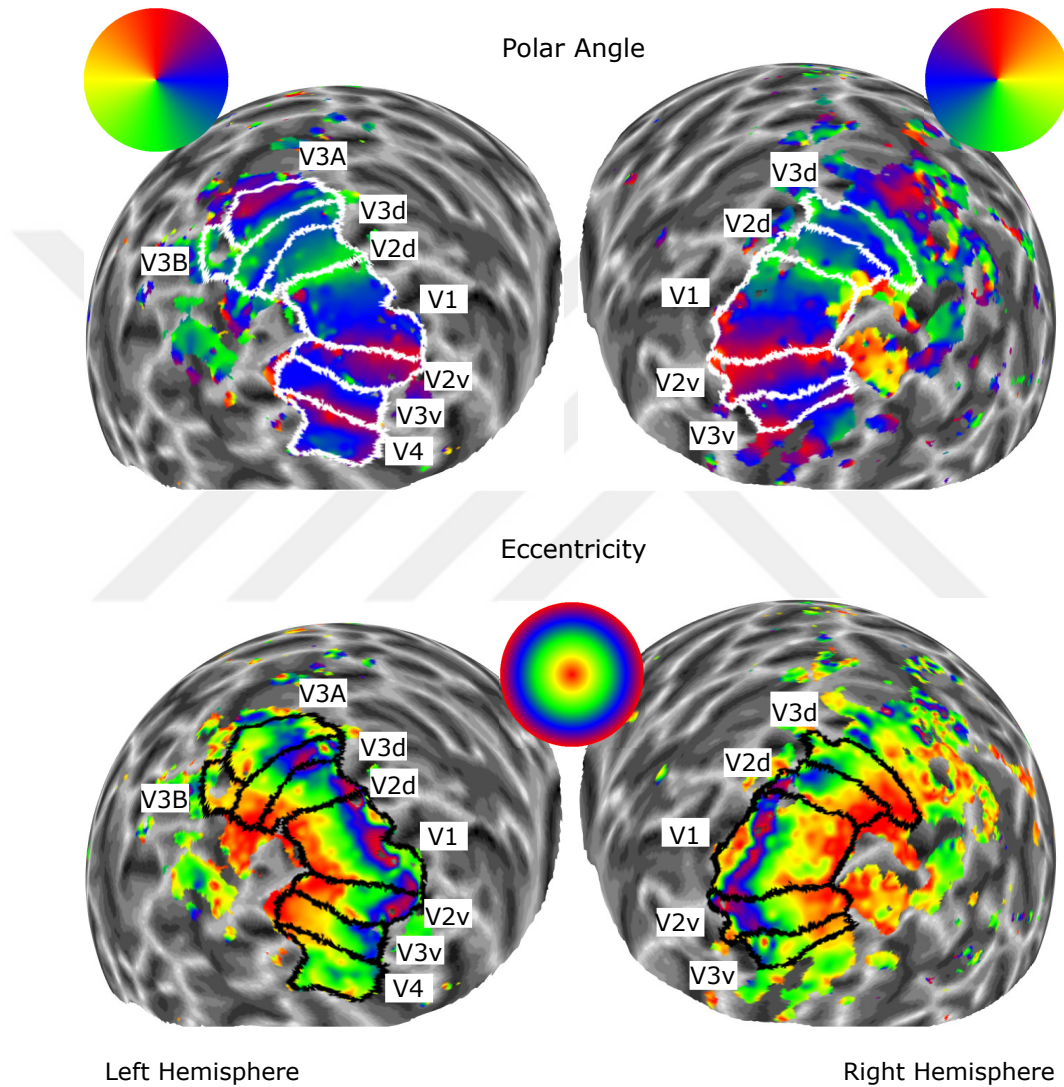 Polar Angle
V3A
V3d
V2d
V3B
V1
V2v
V3v
V4
V3d
V2d
V1
V2v
V3v
Eccentricity
V3A
V3d
V2d
V3B
V1
V2v
V3v
V4
V3d
V2d
V1
V2v
V3v
Left Hemisphere
Right Hemisphere